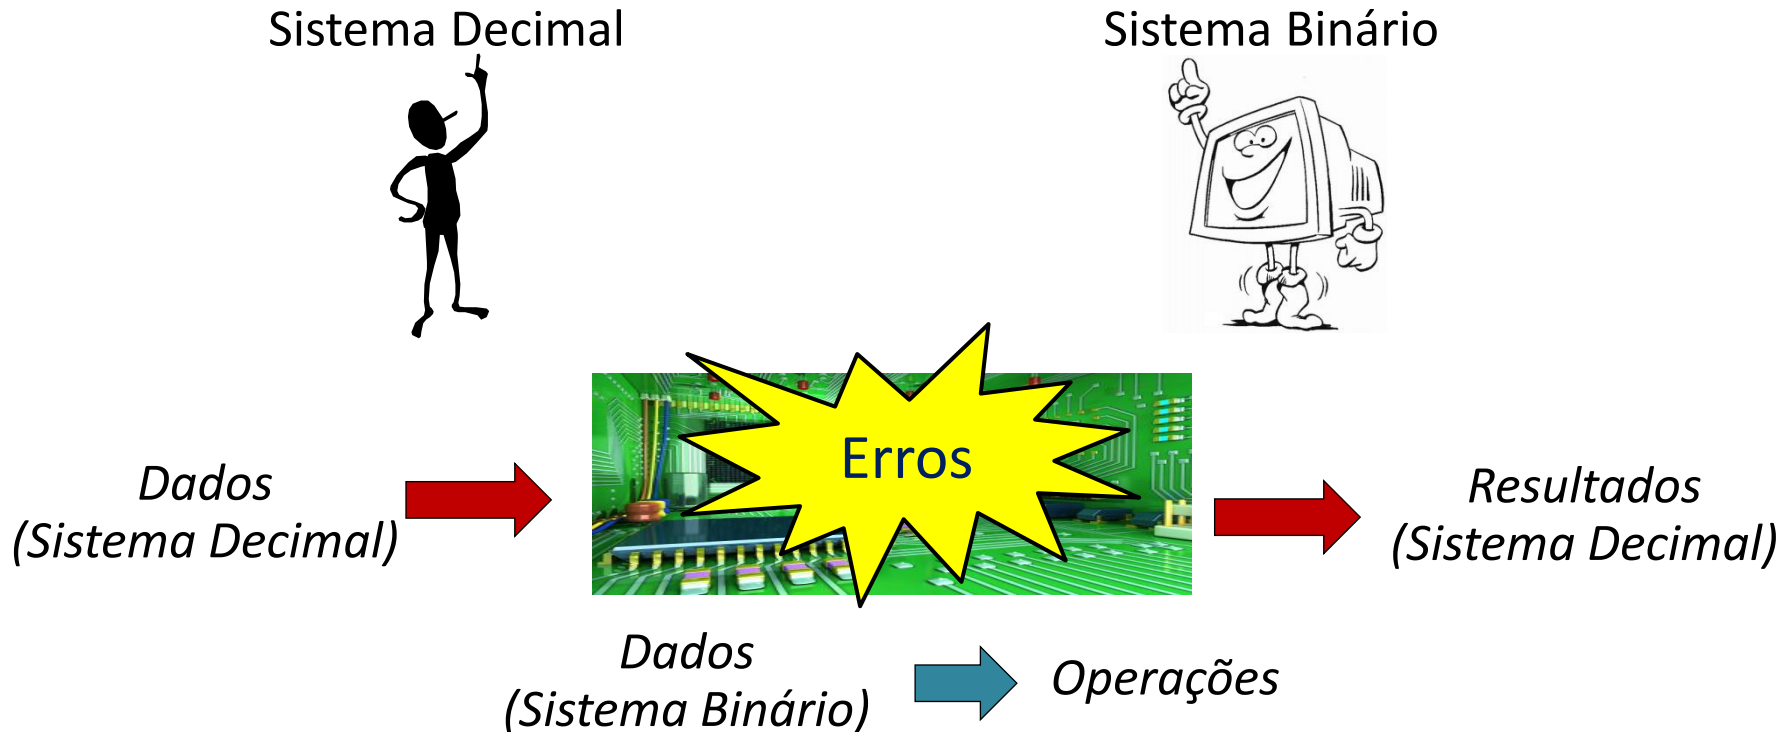 Sistema Decimal
Sistema Binário
Erros
Dados
(Sistema Decimal)
Resultados
(Sistema Decimal)
Dados
(Sistema Binário)
Operações